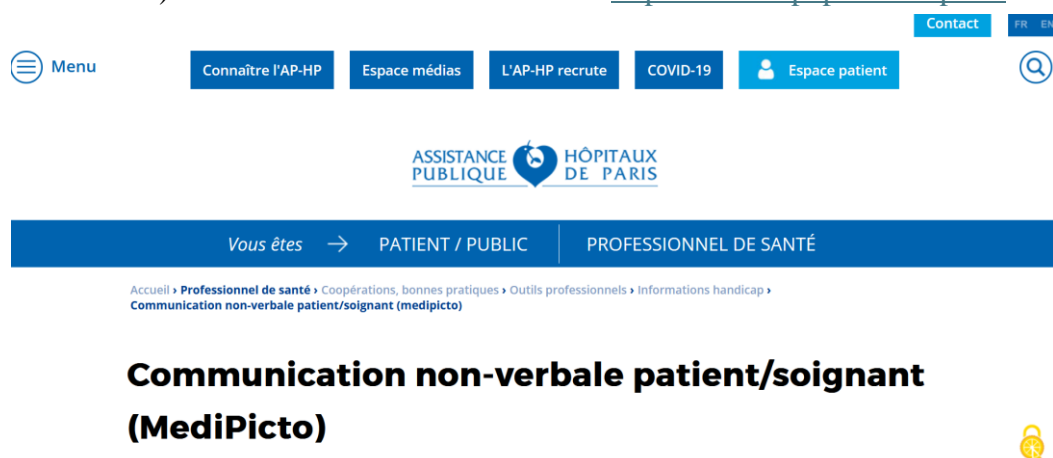 Contact FR EN
Menu
Connaître l'AP-HP
Espace médias
L'AP-HP recrute
COVID-19
Espace patient
ASSISTANCE HÔPITAUX
PUBLIQUE DE PARIS
Vous êtes → PATIENT / PUBLIC PROFESSIONNEL DE SANTÉ
Accueil › Professionnel de santé › Coopérations, bonnes pratiques › Outils professionnels › Informations handicap ›
Communication non-verbale patient/soignant (medipicto)
Communication non-verbale patient/soignant
(MediPicto)